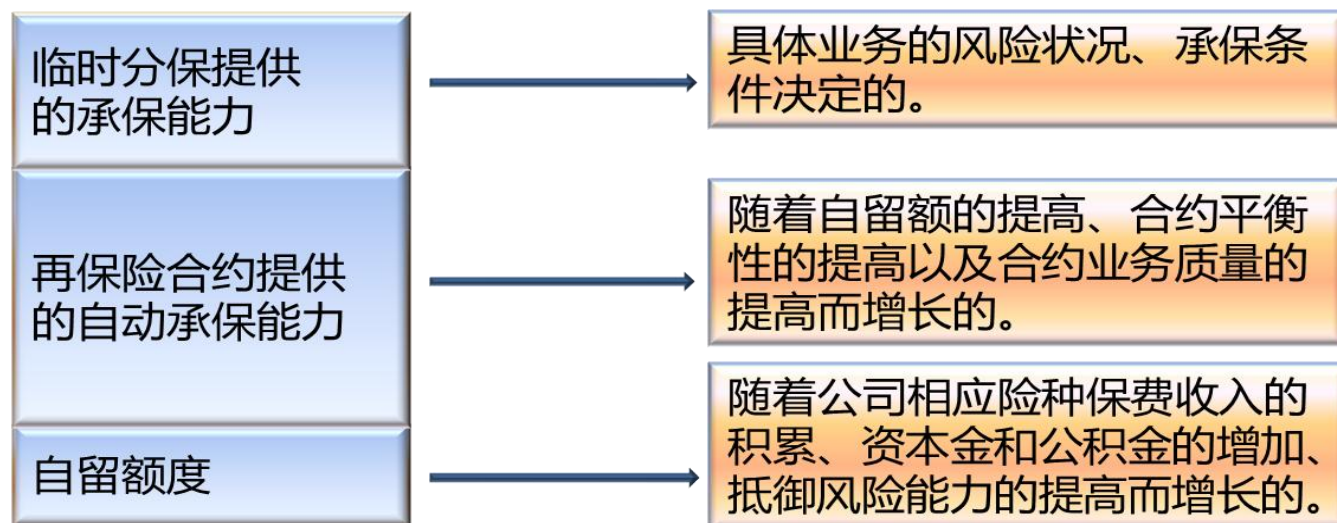 临时分保提供
的承保能力
具体业务的风险状况、承保条
件决定的。
再保险合约提供
的自动承保能力
随着自留额的提高、合约平衡
性的提高以及合约业务质量的
提高而增长的。
自留额度
随着公司相应险种保费收入的
积累、资本金和公积金的增加、
抵御风险能力的提高而增长的。